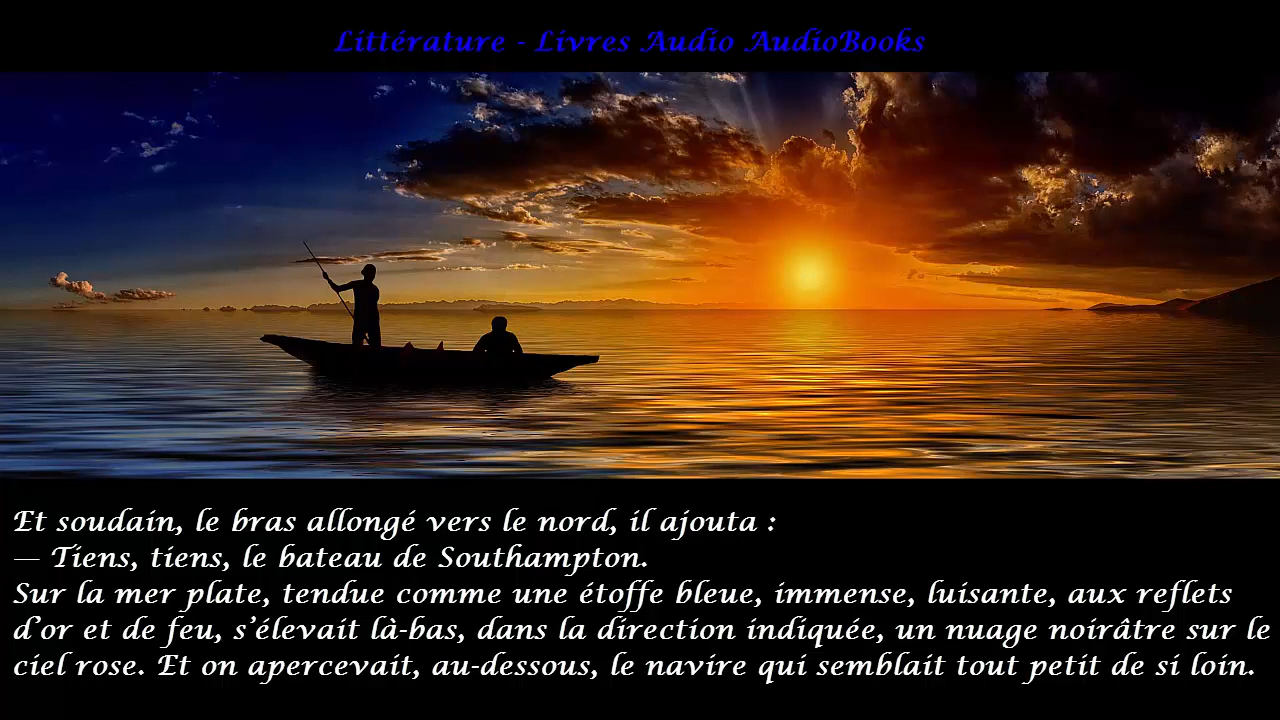 Littérature - Livres Audio AudioBooks
Et soudain, le bras allongé vers le nord, il ajouta :
— Tiens, tiens, le bateau de Southampton.
Sur la mer plate, tendue comme une étoffe bleue, immense, luisante, aux reflets
d’or et de feu, s’élevait là-bas, dans la direction indiquée, un nuage noirâtre sur le
ciel rose. Et on apercevait, au-dessous, le navire qui semblait tout petit de si loin.